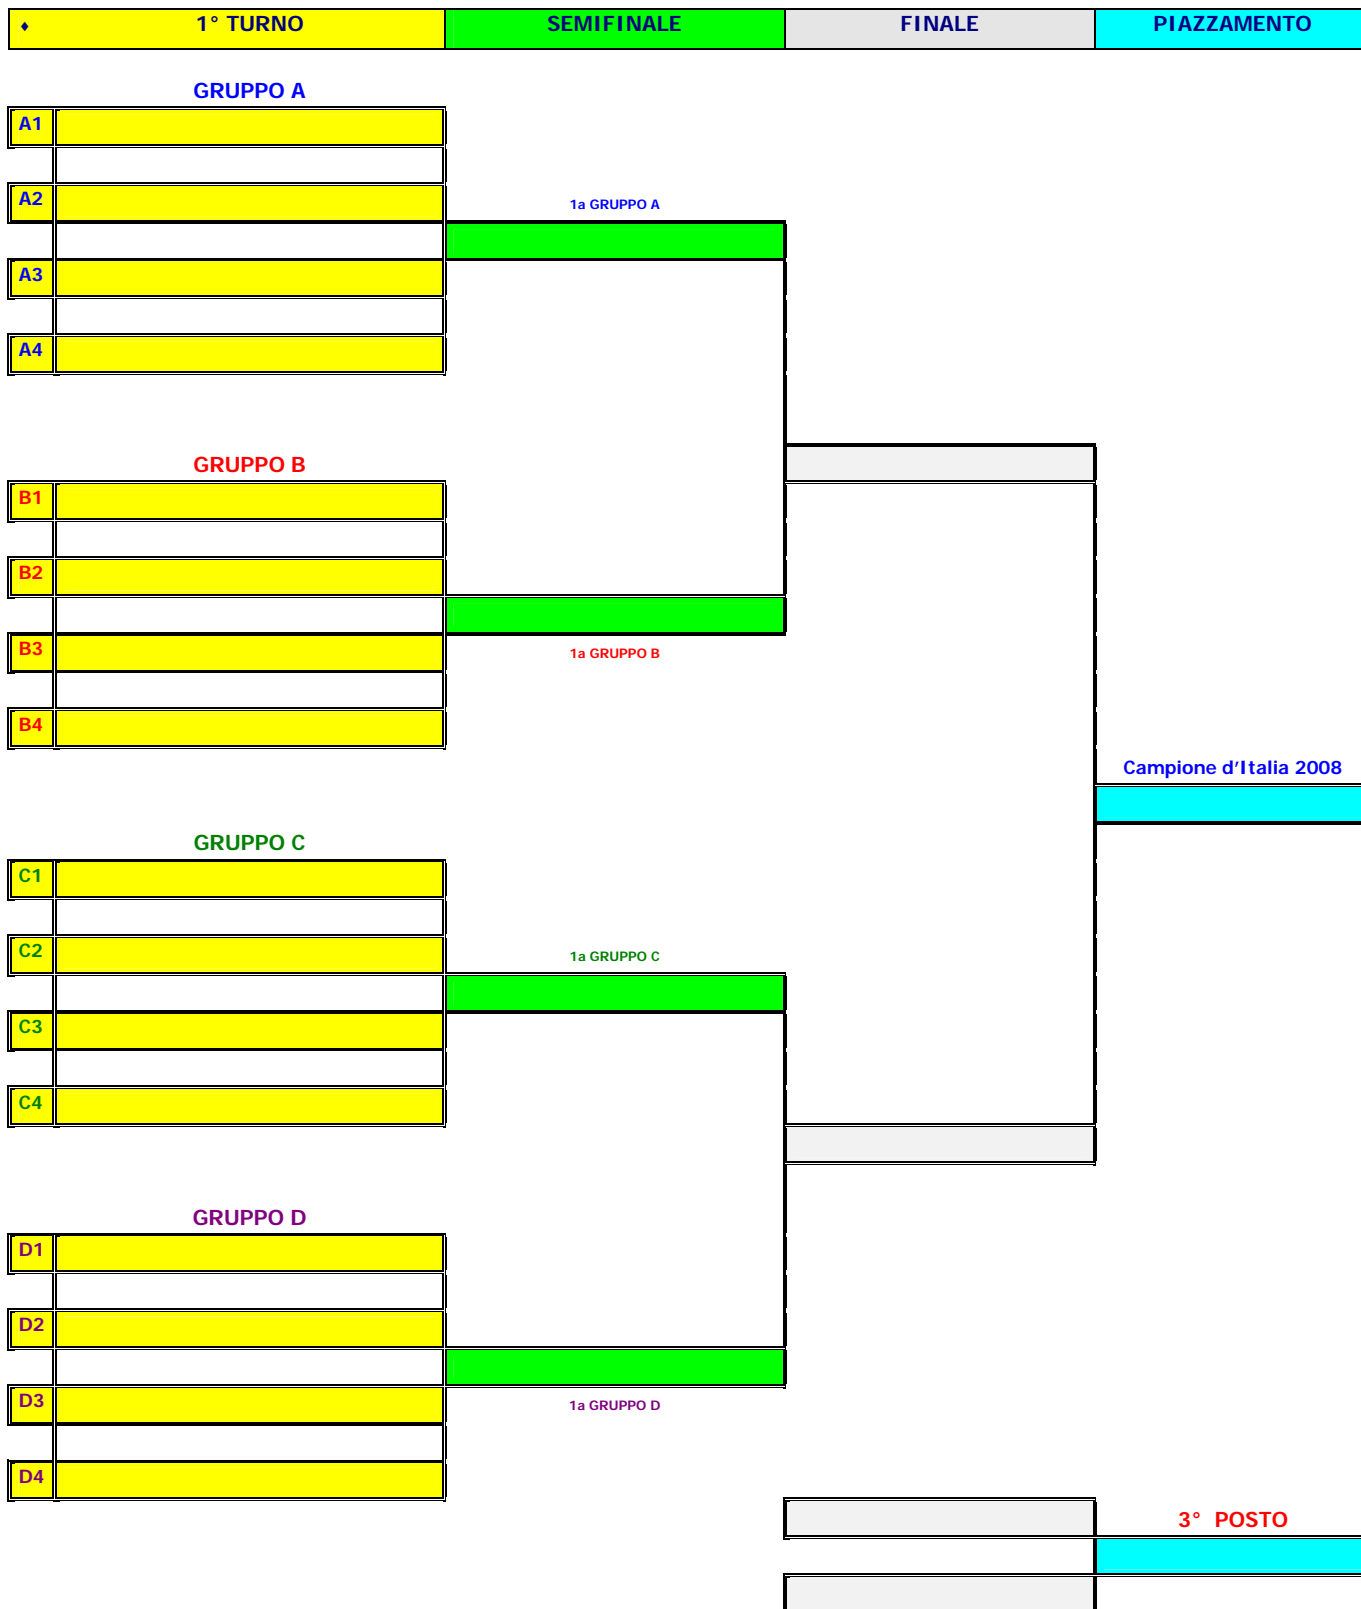 ♦ 1° TURNO SEMIFINALE FINALE PIAZZAMENTO
GRUPPO A
A1
A2
1a GRUPPO A
A3
A4
GRUPPO B
B1
B2
B3
1a GRUPPO B
B4
Campione d'Italia 2008
GRUPPO C
C1
C2
1a GRUPPO C
C3
C4
GRUPPO D
D1
D2
D3
1a GRUPPO D
D4
3° POSTO